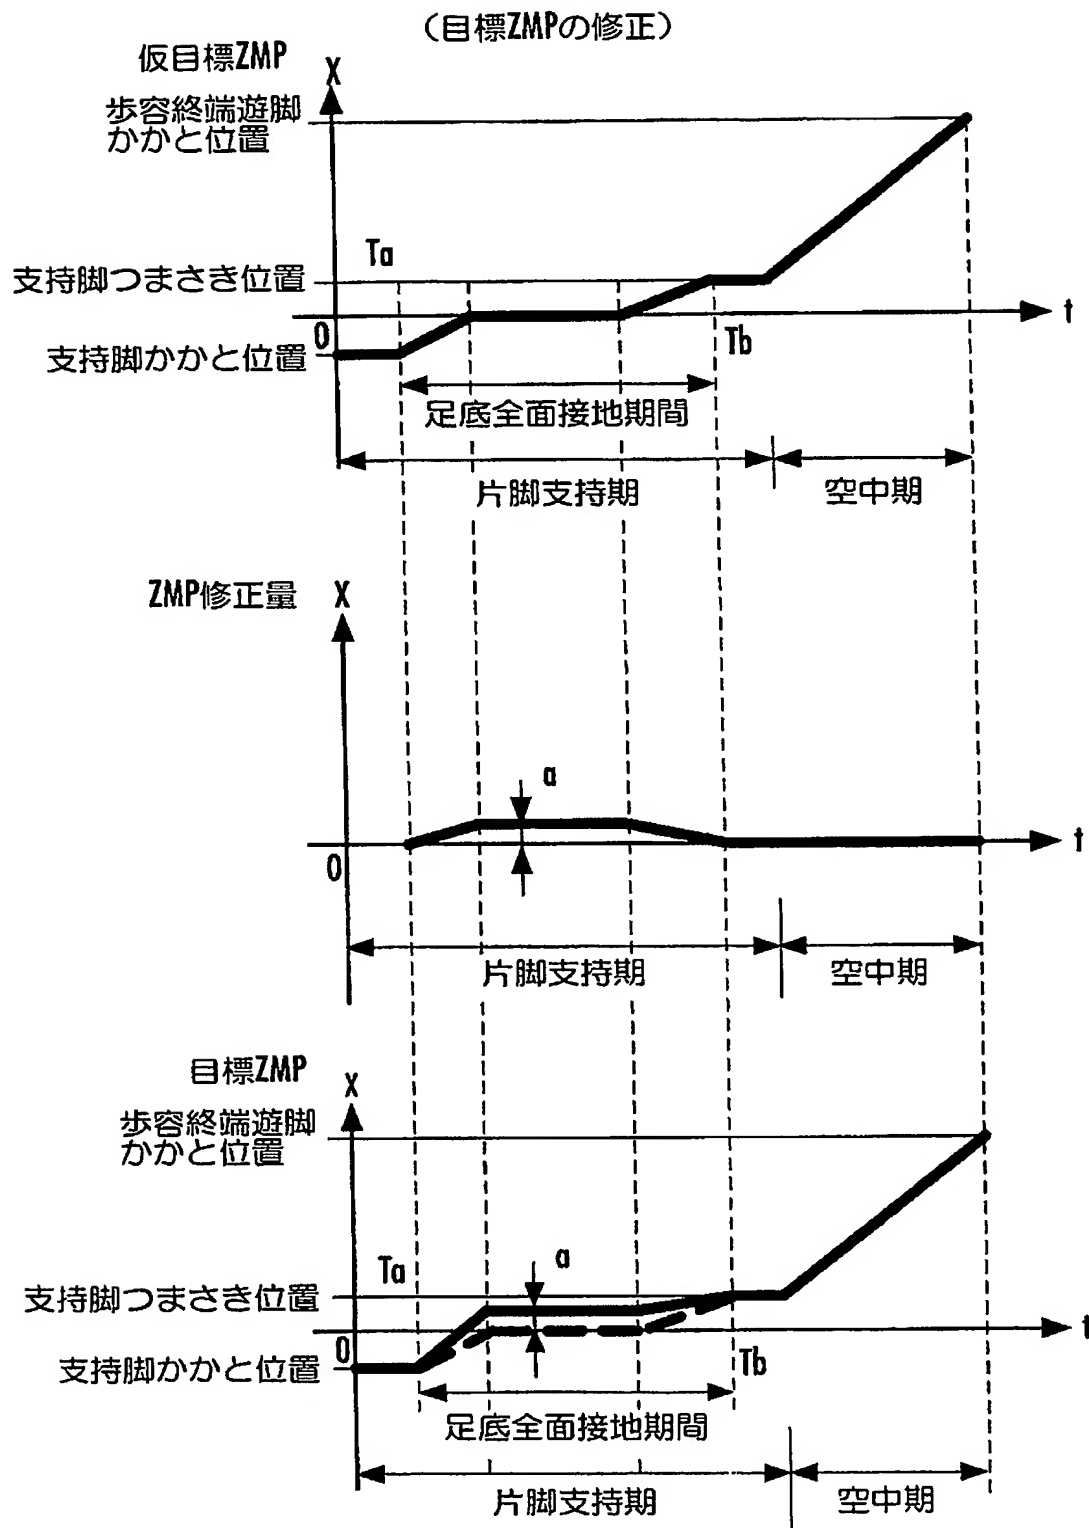 （目標ZMPの修正）
仮目標ZMP
X
歩容終端遊脚
かかと位置
Ta
支持脚つまさき位置
t
0
Tb
支持脚かかと位置
足底全面接地期間
片脚支持期
空中期
ZMP修正量
X
a
t
0
片脚支持期
空中期
目標ZMP
X
歩容終端遊脚
かかと位置
Ta
a
支持脚つまさき位置
t
0
Tb
支持脚かかと位置
足底全面接地期間
片脚支持期
空中期